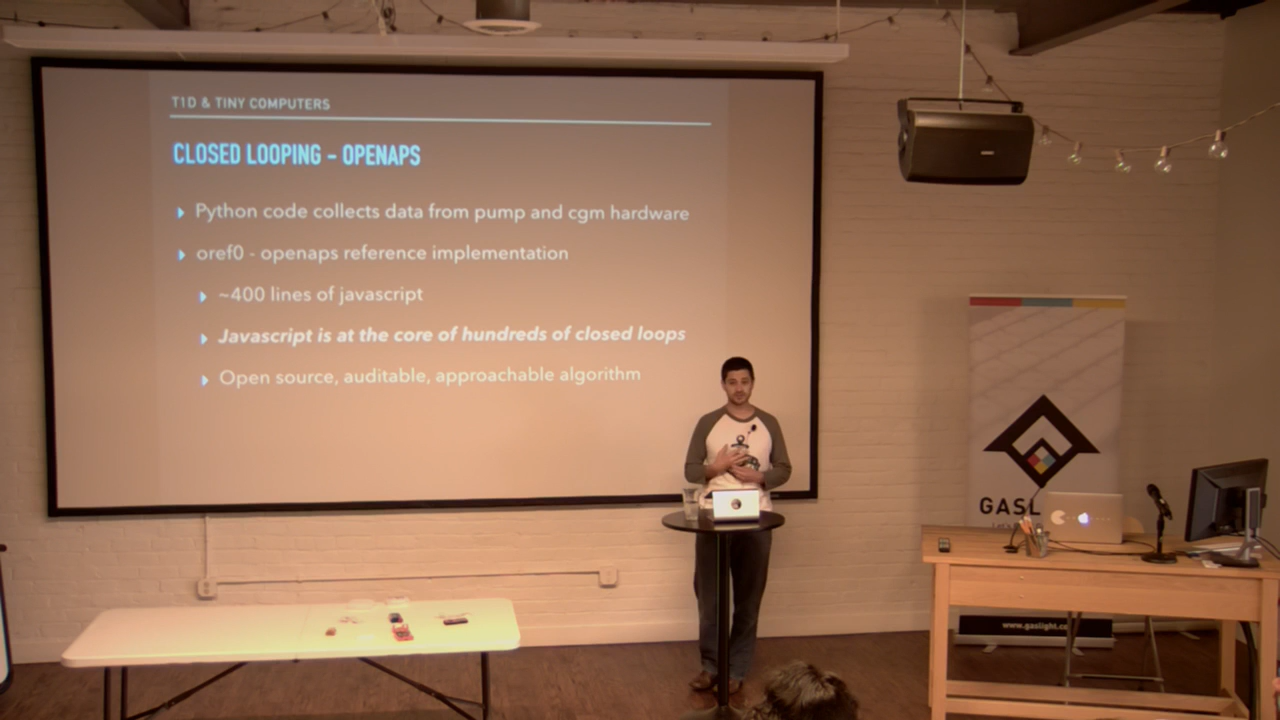 T1D & TINY COMPUTERS
CLOSED LOOPING - OPENAPS
Python code collects data from pump and cgm hardware
oref0 - openaps reference implementation
~400 lines of javascript
Javascript is at the core of hundreds of closed loops
Open source, auditable, approachable algorithm
GASL
www.gaslight.co